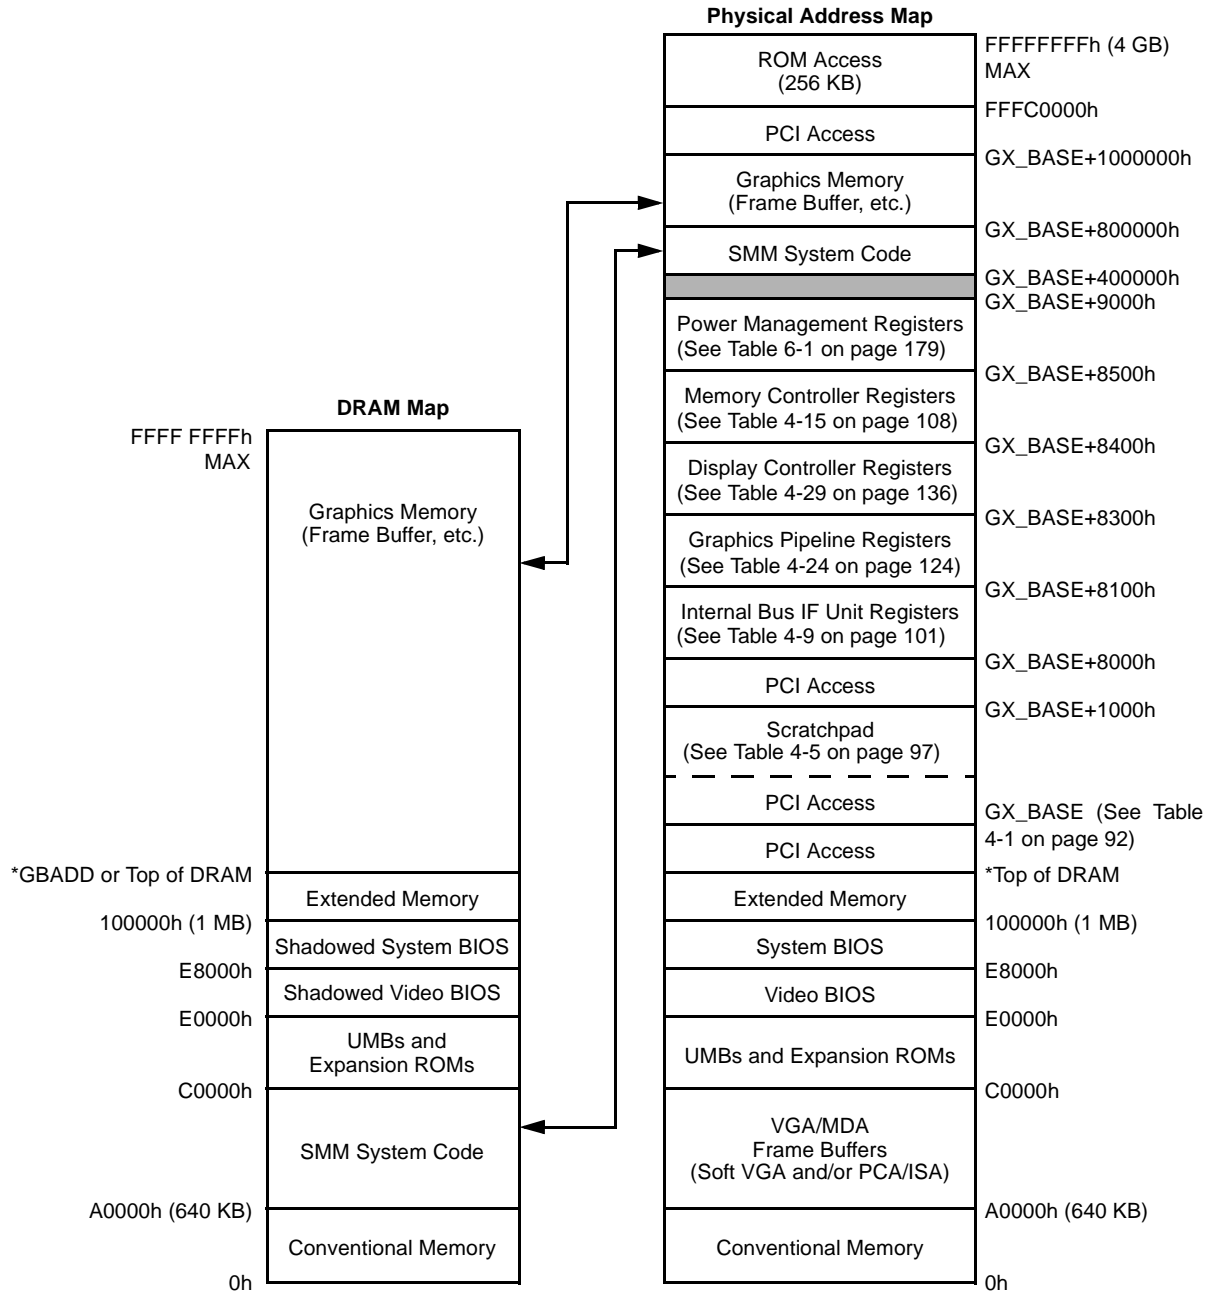 Physical Address Map
ROM Access
(256 KB)
FFFFFFFFh (4 GB)
MAX
FFFC0000h
PCI Access
GX_BASE+1000000h
Graphics Memory
(Frame Buffer, etc.)
GX_BASE+800000h
SMM System Code
GX_BASE+400000h
GX_BASE+9000h
Power Management Registers
(See Table 6-1 on page 179)
GX_BASE+8500h
Memory Controller Registers
(See Table 4-15 on page 108)
GX_BASE+8400h
Display Controller Registers
(See Table 4-29 on page 136)
GX_BASE+8300h
Graphics Pipeline Registers
(See Table 4-24 on page 124)
GX_BASE+8100h
Internal Bus IF Unit Registers
(See Table 4-9 on page 101)
GX_BASE+8000h
PCI Access
GX_BASE+1000h
Scratchpad
(See Table 4-5 on page 97)
PCI Access
GX_BASE (See Table
4-1 on page 92)
PCI Access
*Top of DRAM
Extended Memory
100000h (1 MB)
System BIOS
E8000h
Video BIOS
E0000h
UMBs and Expansion ROMs
C0000h
VGA/MDA
Frame Buffers
(Soft VGA and/or PCA/ISA)
A0000h (640 KB)
Conventional Memory
0h
DRAM Map
FFFF FFFFh
MAX
Graphics Memory
(Frame Buffer, etc.)
*GBADD or Top of DRAM
Extended Memory
100000h (1 MB)
Shadowed System BIOS
E8000h
Shadowed Video BIOS
E0000h
UMBs and
Expansion ROMs
C0000h
SMM System Code
A0000h (640 KB)
Conventional Memory
0h